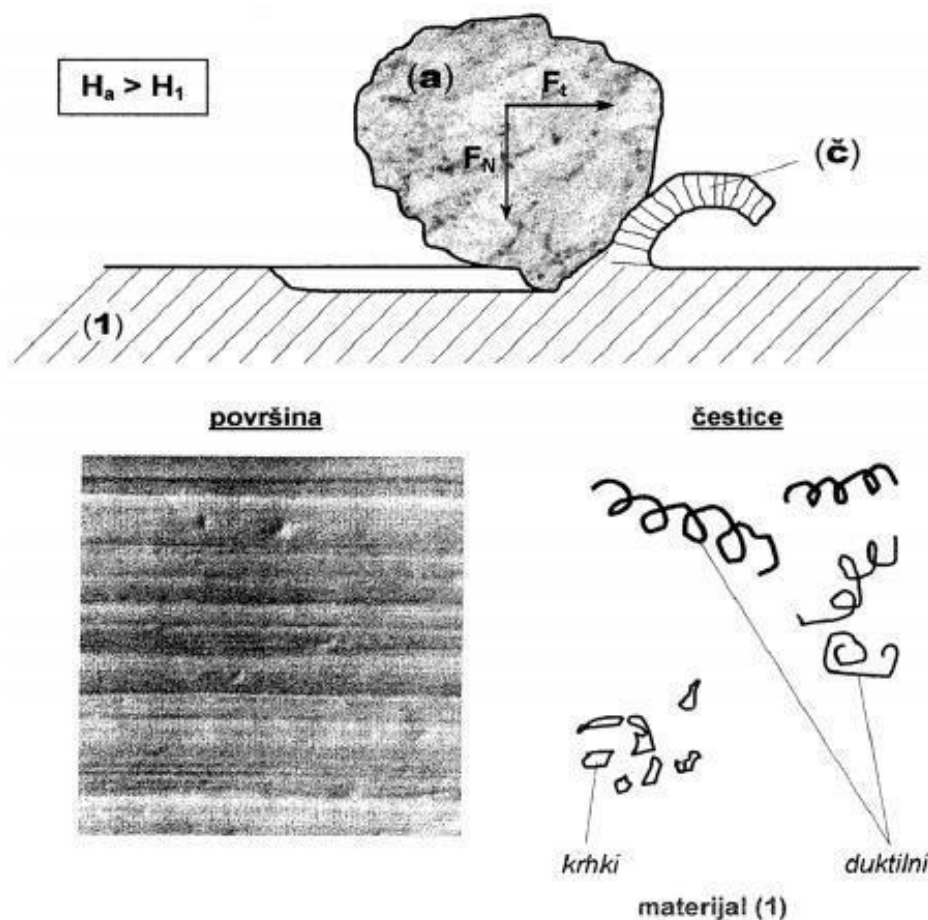 Hₐ > H₁
(a)
Fₜ
F_N
(č)
(1)
površina
čestice
krhki
duktilni
materijal (1)